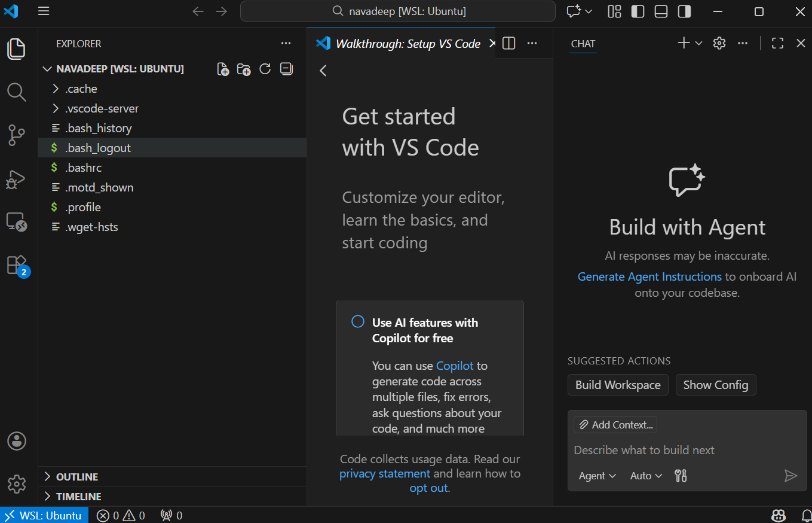 navadeep [WSL: Ubuntu]
EXPLORER
NAVADEEP [WSL: UBUNTU]
.cache
.vscode-server
.bash_history
$ .bash_logout
$ .bashrc
.motd_shown
$ .profile
.wget-hsts
OUTLINE
TIMELINE
2
Walkthrough: Setup VS Code
Get started
with VS Code
Customize your editor,
learn the basics, and
start coding
Use AI features with
Copilot for free
You can use Copilot to
generate code across
multiple files, fix errors,
ask questions about your
code, and much more
Code collects usage data. Read our
privacy statement and learn how to
opt out.
CHAT
Build with Agent
AI responses may be inaccurate.
Generate Agent Instructions to onboard AI
onto your codebase.
SUGGESTED ACTIONS
Build Workspace Show Config
Add Context...
Describe what to build next
Agent Auto
WSL: Ubuntu 0 0 0